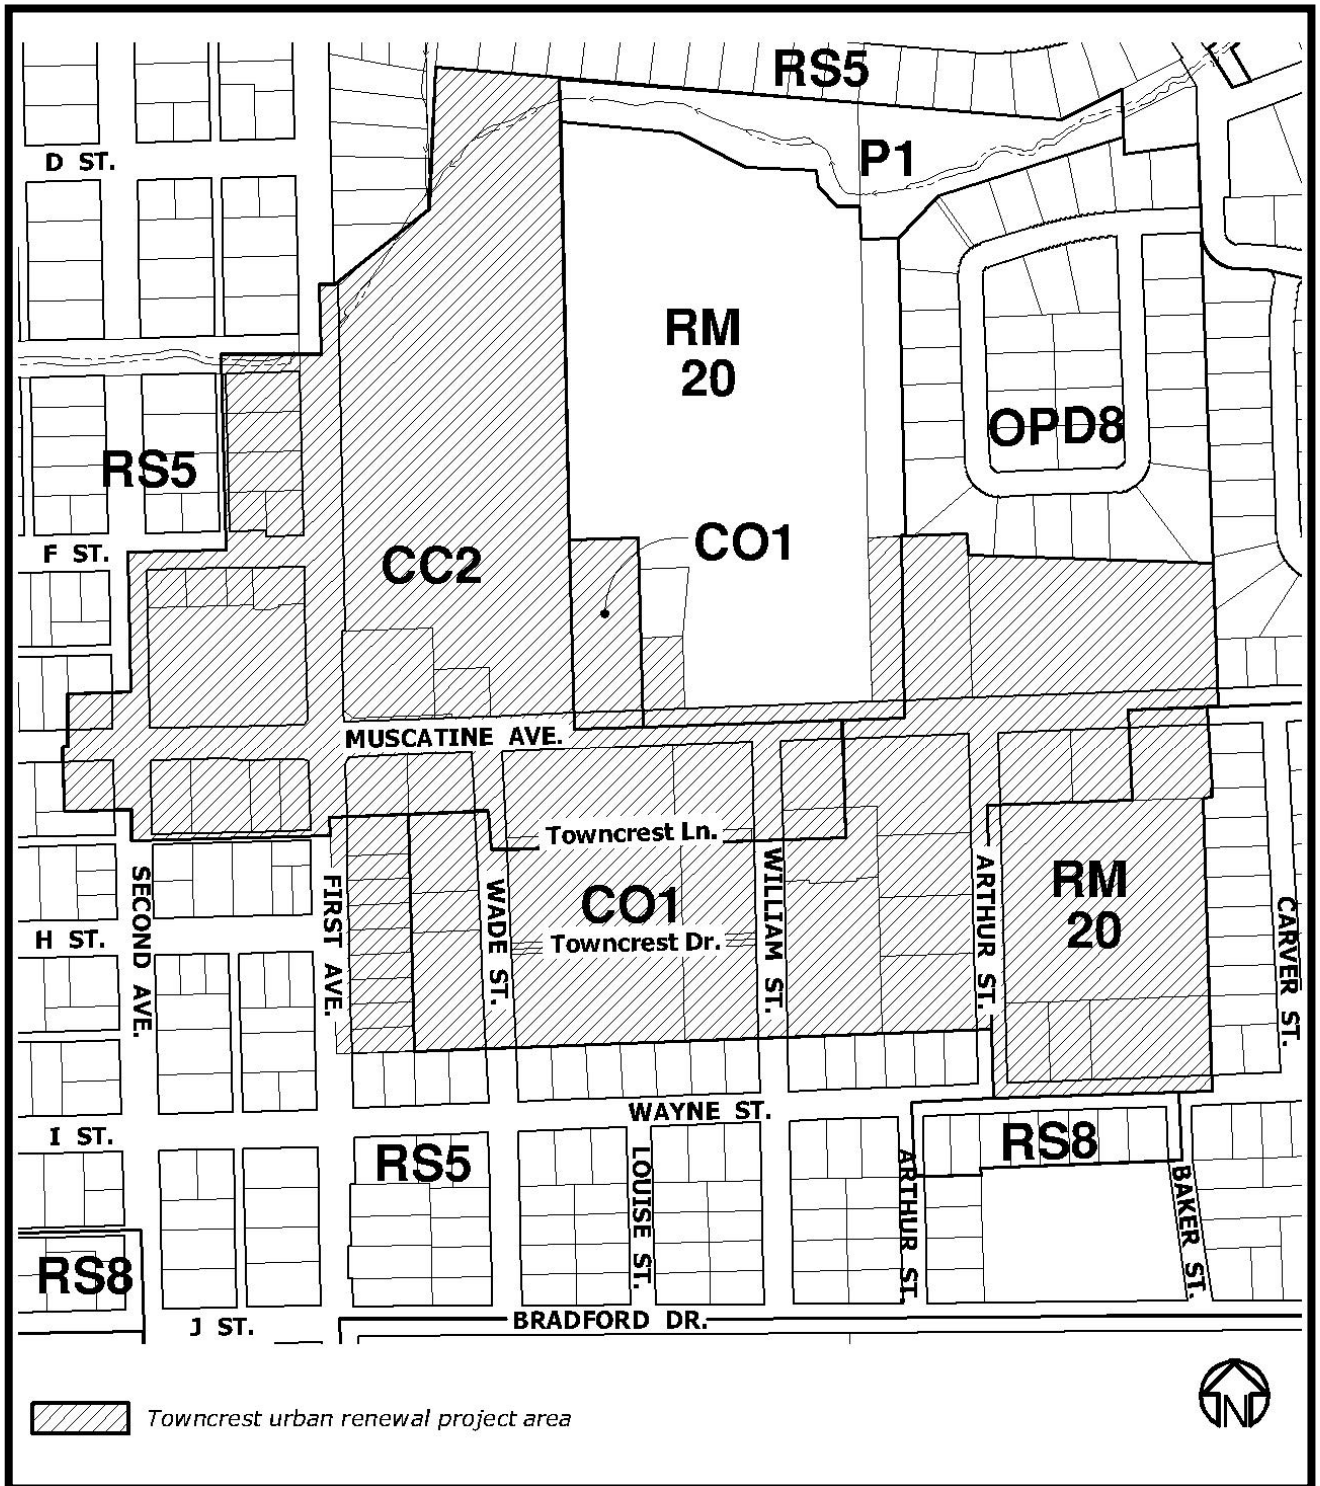 RS5
P1
D ST.
RM
20
OPD8
RS5
F ST.
CC2
CO1
MUSCATINE AVE.
Towncrest Ln.
SECOND AVE.
FIRST AVE.
WADE ST.
WILLIAM ST.
ARTHUR ST.
RM
20
CARVER ST.
CO1
H ST.
Towncrest Dr.
WAYNE ST.
I ST.
RS5
LOUISE ST.
ARTHUR ST
RS8
BAKER ST.
RS8
J ST.
BRADFORD DR.
Towncrest urban renewal project area
N